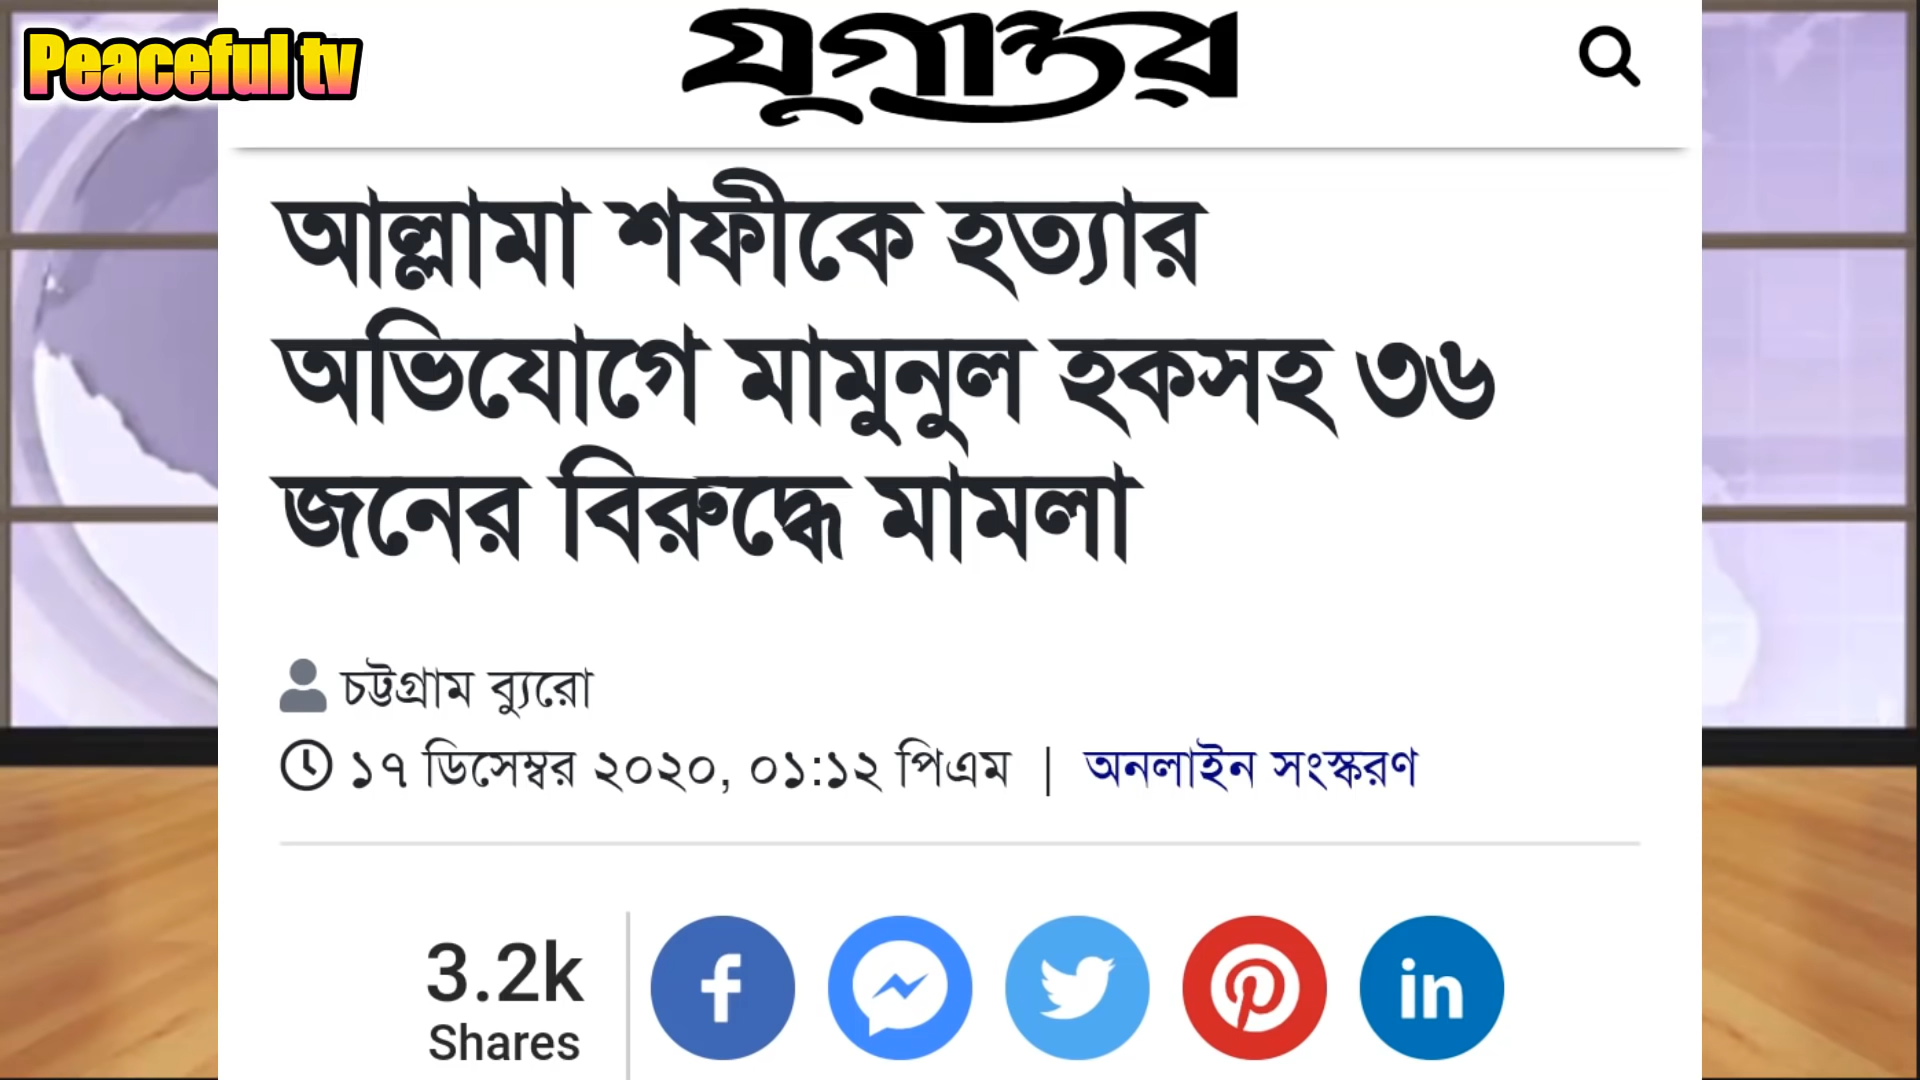 Peaceful tv
যুগান্তর
আল্লামা শফীকে হত্যার
অভিযোগে মামুনুল হকসহ ৩৬
জনের বিরুদ্ধে মামলা
চট্টগ্রাম ব্যুরো
১৭ ডিসেম্বর ২০২০, ০১:১২ পিএম | অনলাইন সংস্করণ
3.2k
Shares